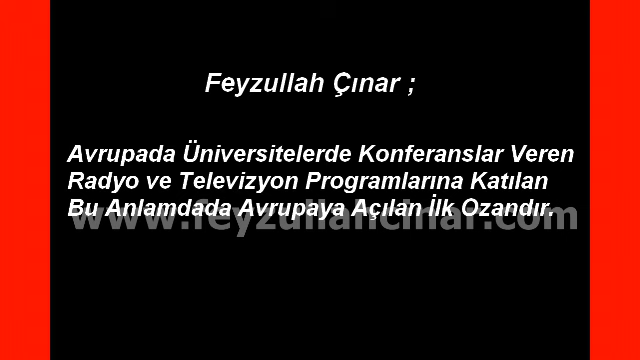 Feyzullah Çınar ;
Avrupada Üniversitelerde Konferanslar Veren
Radyo ve Televizyon Programlarına Katılan
Bu Anlamdada Avrupaya Açılan İlk Ozandır.
www.feyzullahcinar.com